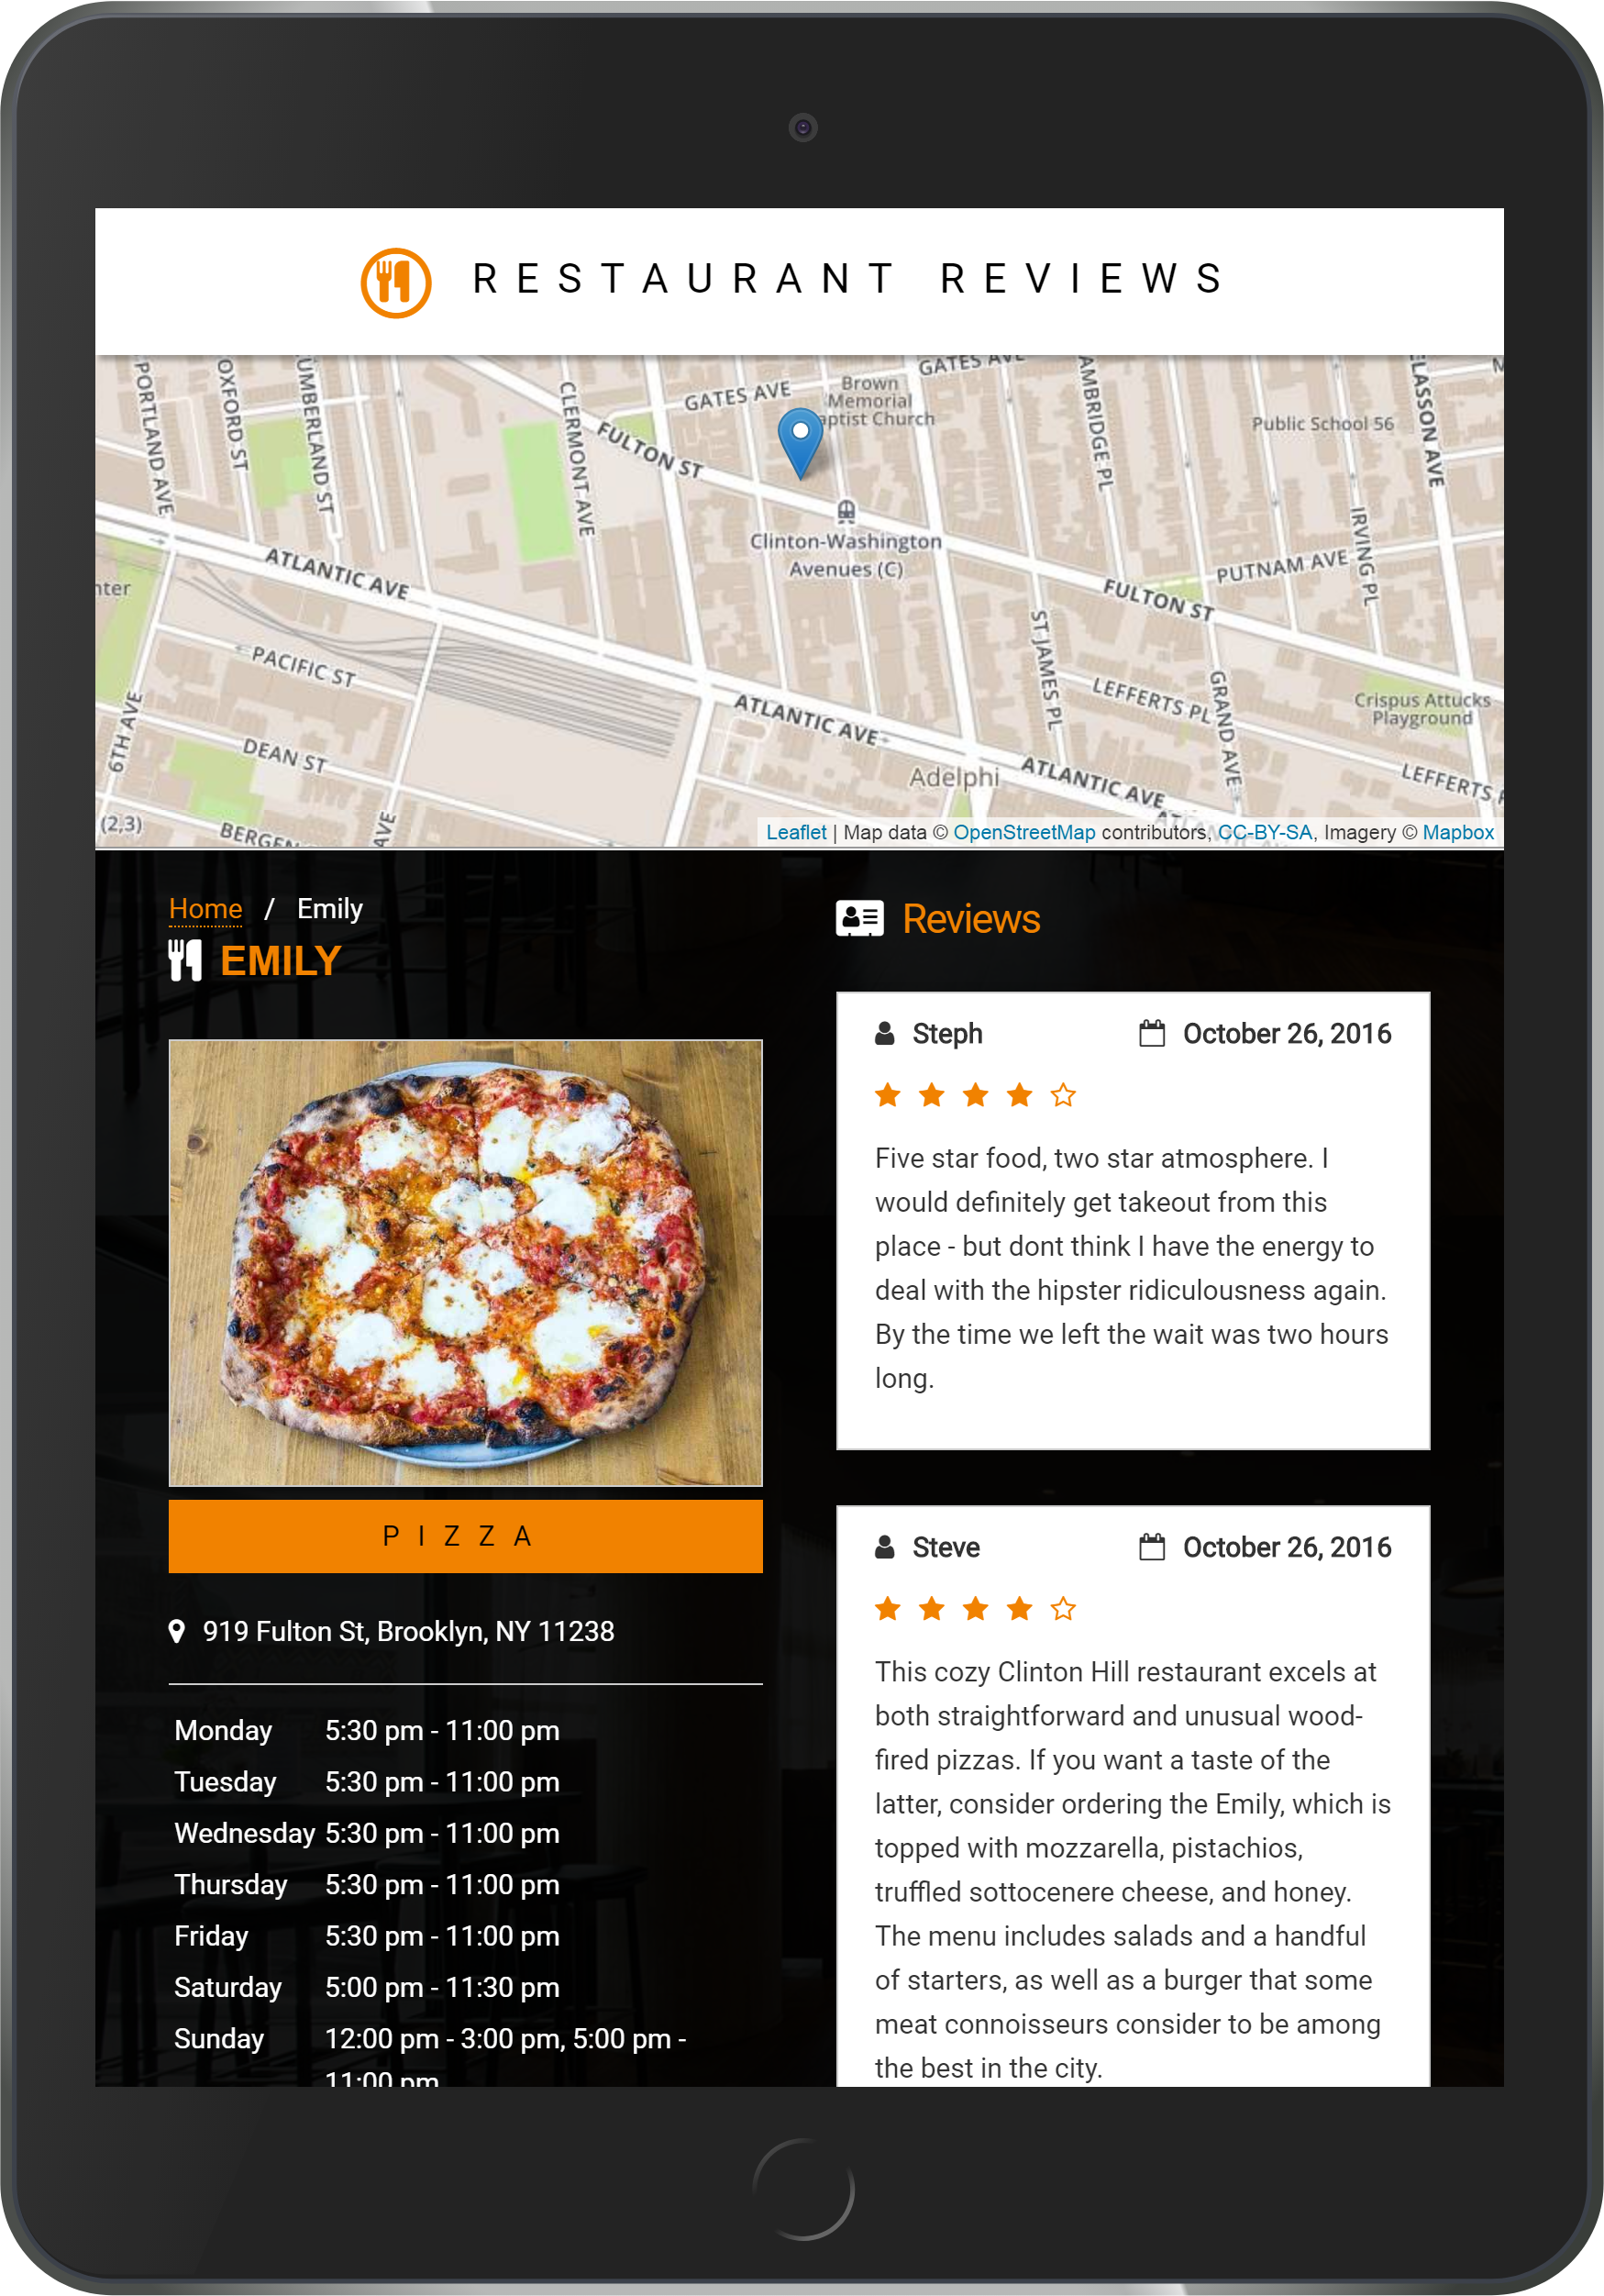 RESTAURANT REVIEWS
PORTLAND AVE
OXFORD ST
UMBERLAND ST
CLERMONT AVE
FULTON ST
GATES AVE
GATES AVE
Brown
Memorial
aptist Church
AMBRIDGE PL
Public School 56
LASSON AVE
ATLANTIC AVE
Clinton-Washington
Avenues (C)
FULTON ST
PUTNAM AVE
IRVING PL
nter
PACIFIC ST
6TH AVE
DEAN ST
ATLANTIC AVE
ST JAMES PL
LEFFERTS PL
GRAND AVE
Crispus Attucks
Playground
Adelphi
ATLANTIC AVE
LEFFERTS
(2,3)
BERGEN
AVE
Leaflet | Map data © OpenStreetMap contributors, CC-BY-SA, Imagery © Mapbox
Home / Emily
EMILY
PIZZA
919 Fulton St, Brooklyn, NY 11238
Monday 5:30 pm - 11:00 pm
Tuesday 5:30 pm - 11:00 pm
Wednesday 5:30 pm - 11:00 pm
Thursday 5:30 pm - 11:00 pm
Friday 5:30 pm - 11:00 pm
Saturday 5:00 pm - 11:30 pm
Sunday 12:00 pm - 3:00 pm, 5:00 pm -
11:00 pm
Reviews
Steph October 26, 2016
Five star food, two star atmosphere. I
would definitely get takeout from this
place - but dont think I have the energy to
deal with the hipster ridiculousness again.
By the time we left the wait was two hours
long.
Steve October 26, 2016
This cozy Clinton Hill restaurant excels at
both straightforward and unusual wood-
fired pizzas. If you want a taste of the
latter, consider ordering the Emily, which is
topped with mozzarella, pistachios,
truffled sottocenere cheese, and honey.
The menu includes salads and a handful
of starters, as well as a burger that some
meat connoisseurs consider to be among
the best in the city.